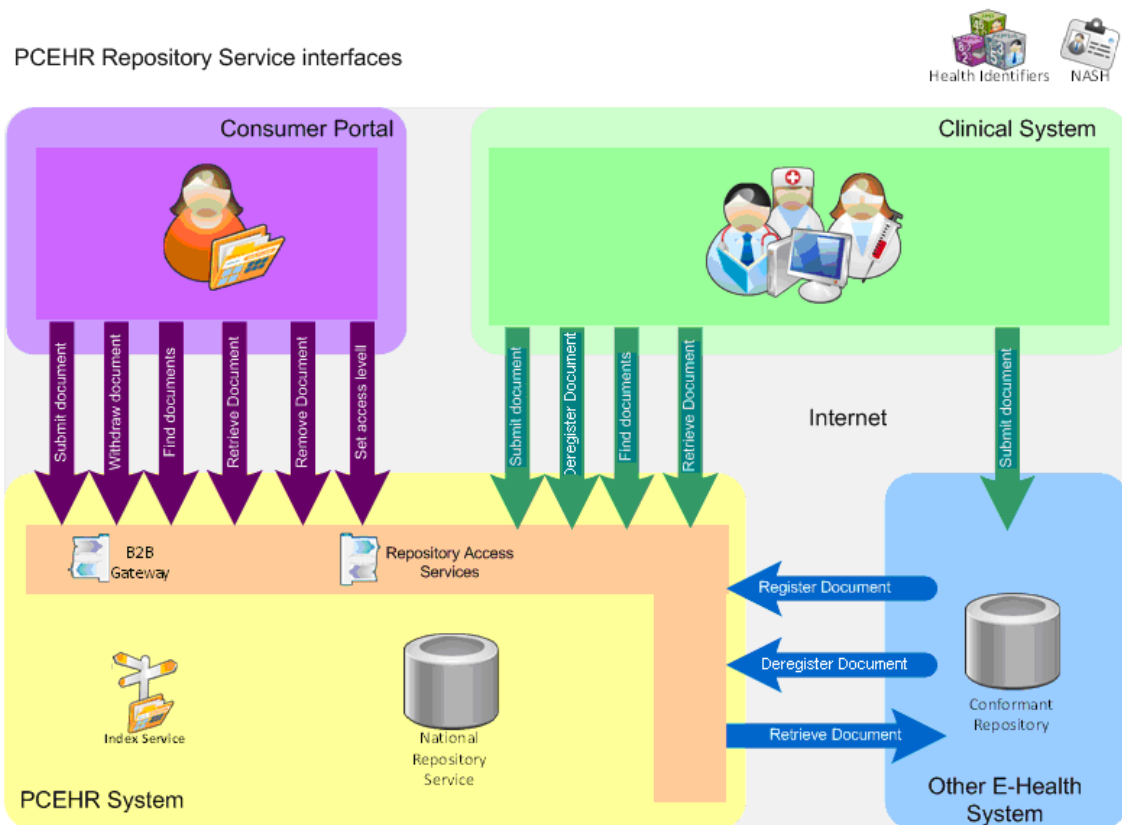 PCEHR Repository Service interfaces
Health Identifiers
NASH
Consumer Portal
Clinical System
Submit document
Withdraw document
Find documents
Retrieve Document
Remove Document
Set access levell
Submit document
Deregister Document
Find documents
Retrieve Document
Submit document
Internet
B2B
Gateway
Repository Access
Services
Register Document
Deregister Document
Retrieve Document
Index Service
National
Repository
Service
Conformant
Repository
PCEHR System
Other E-Health
System